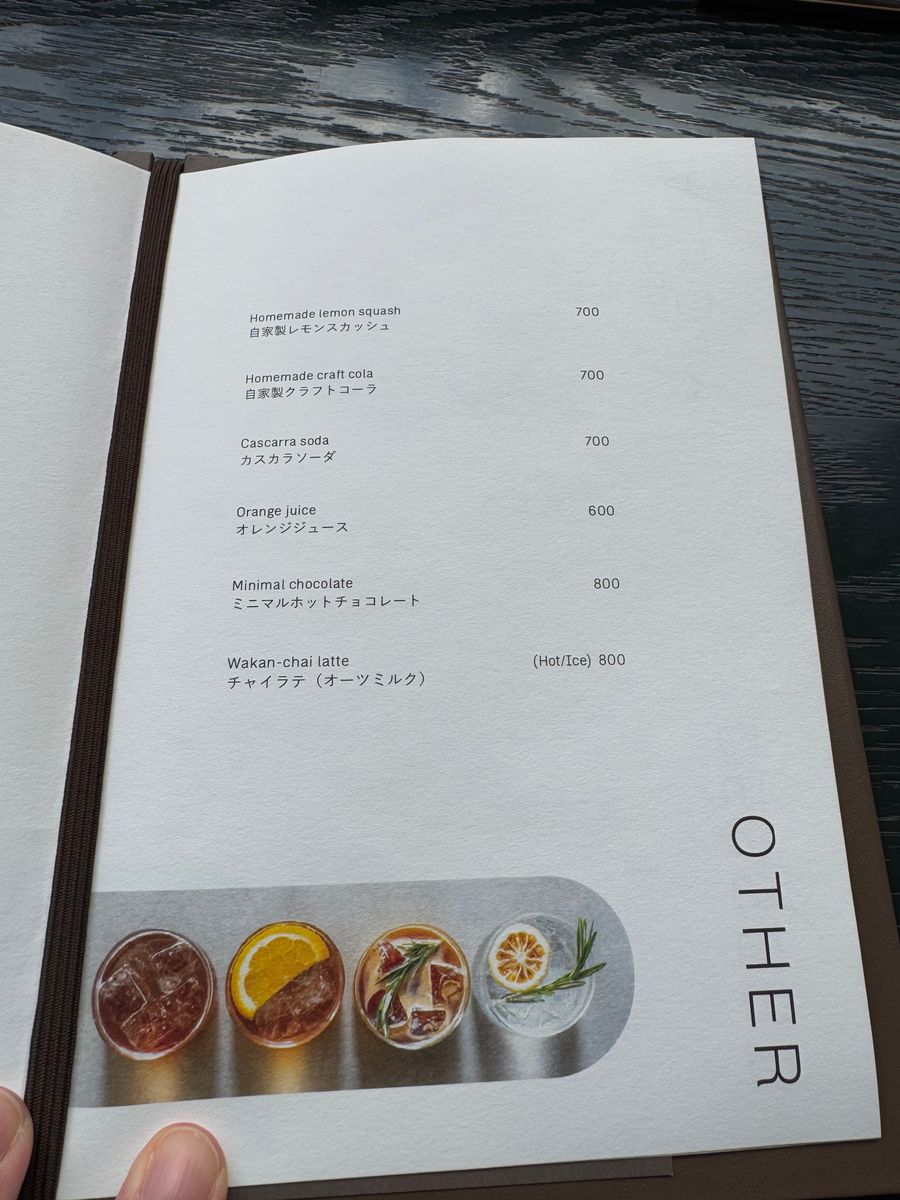 Homemade lemon squash 700
自家製レモンスカッシュ
Homemade craft cola 700
自家製クラフトコーラ
Cascarra soda 700
カスカラソーダ
Orange juice 600
オレンジジュース
Minimal chocolate 800
ミニマルホットチョコレート
Wakan-chai latte (Hot/Ice) 800
チャイラテ（オーツミルク）
OTHER